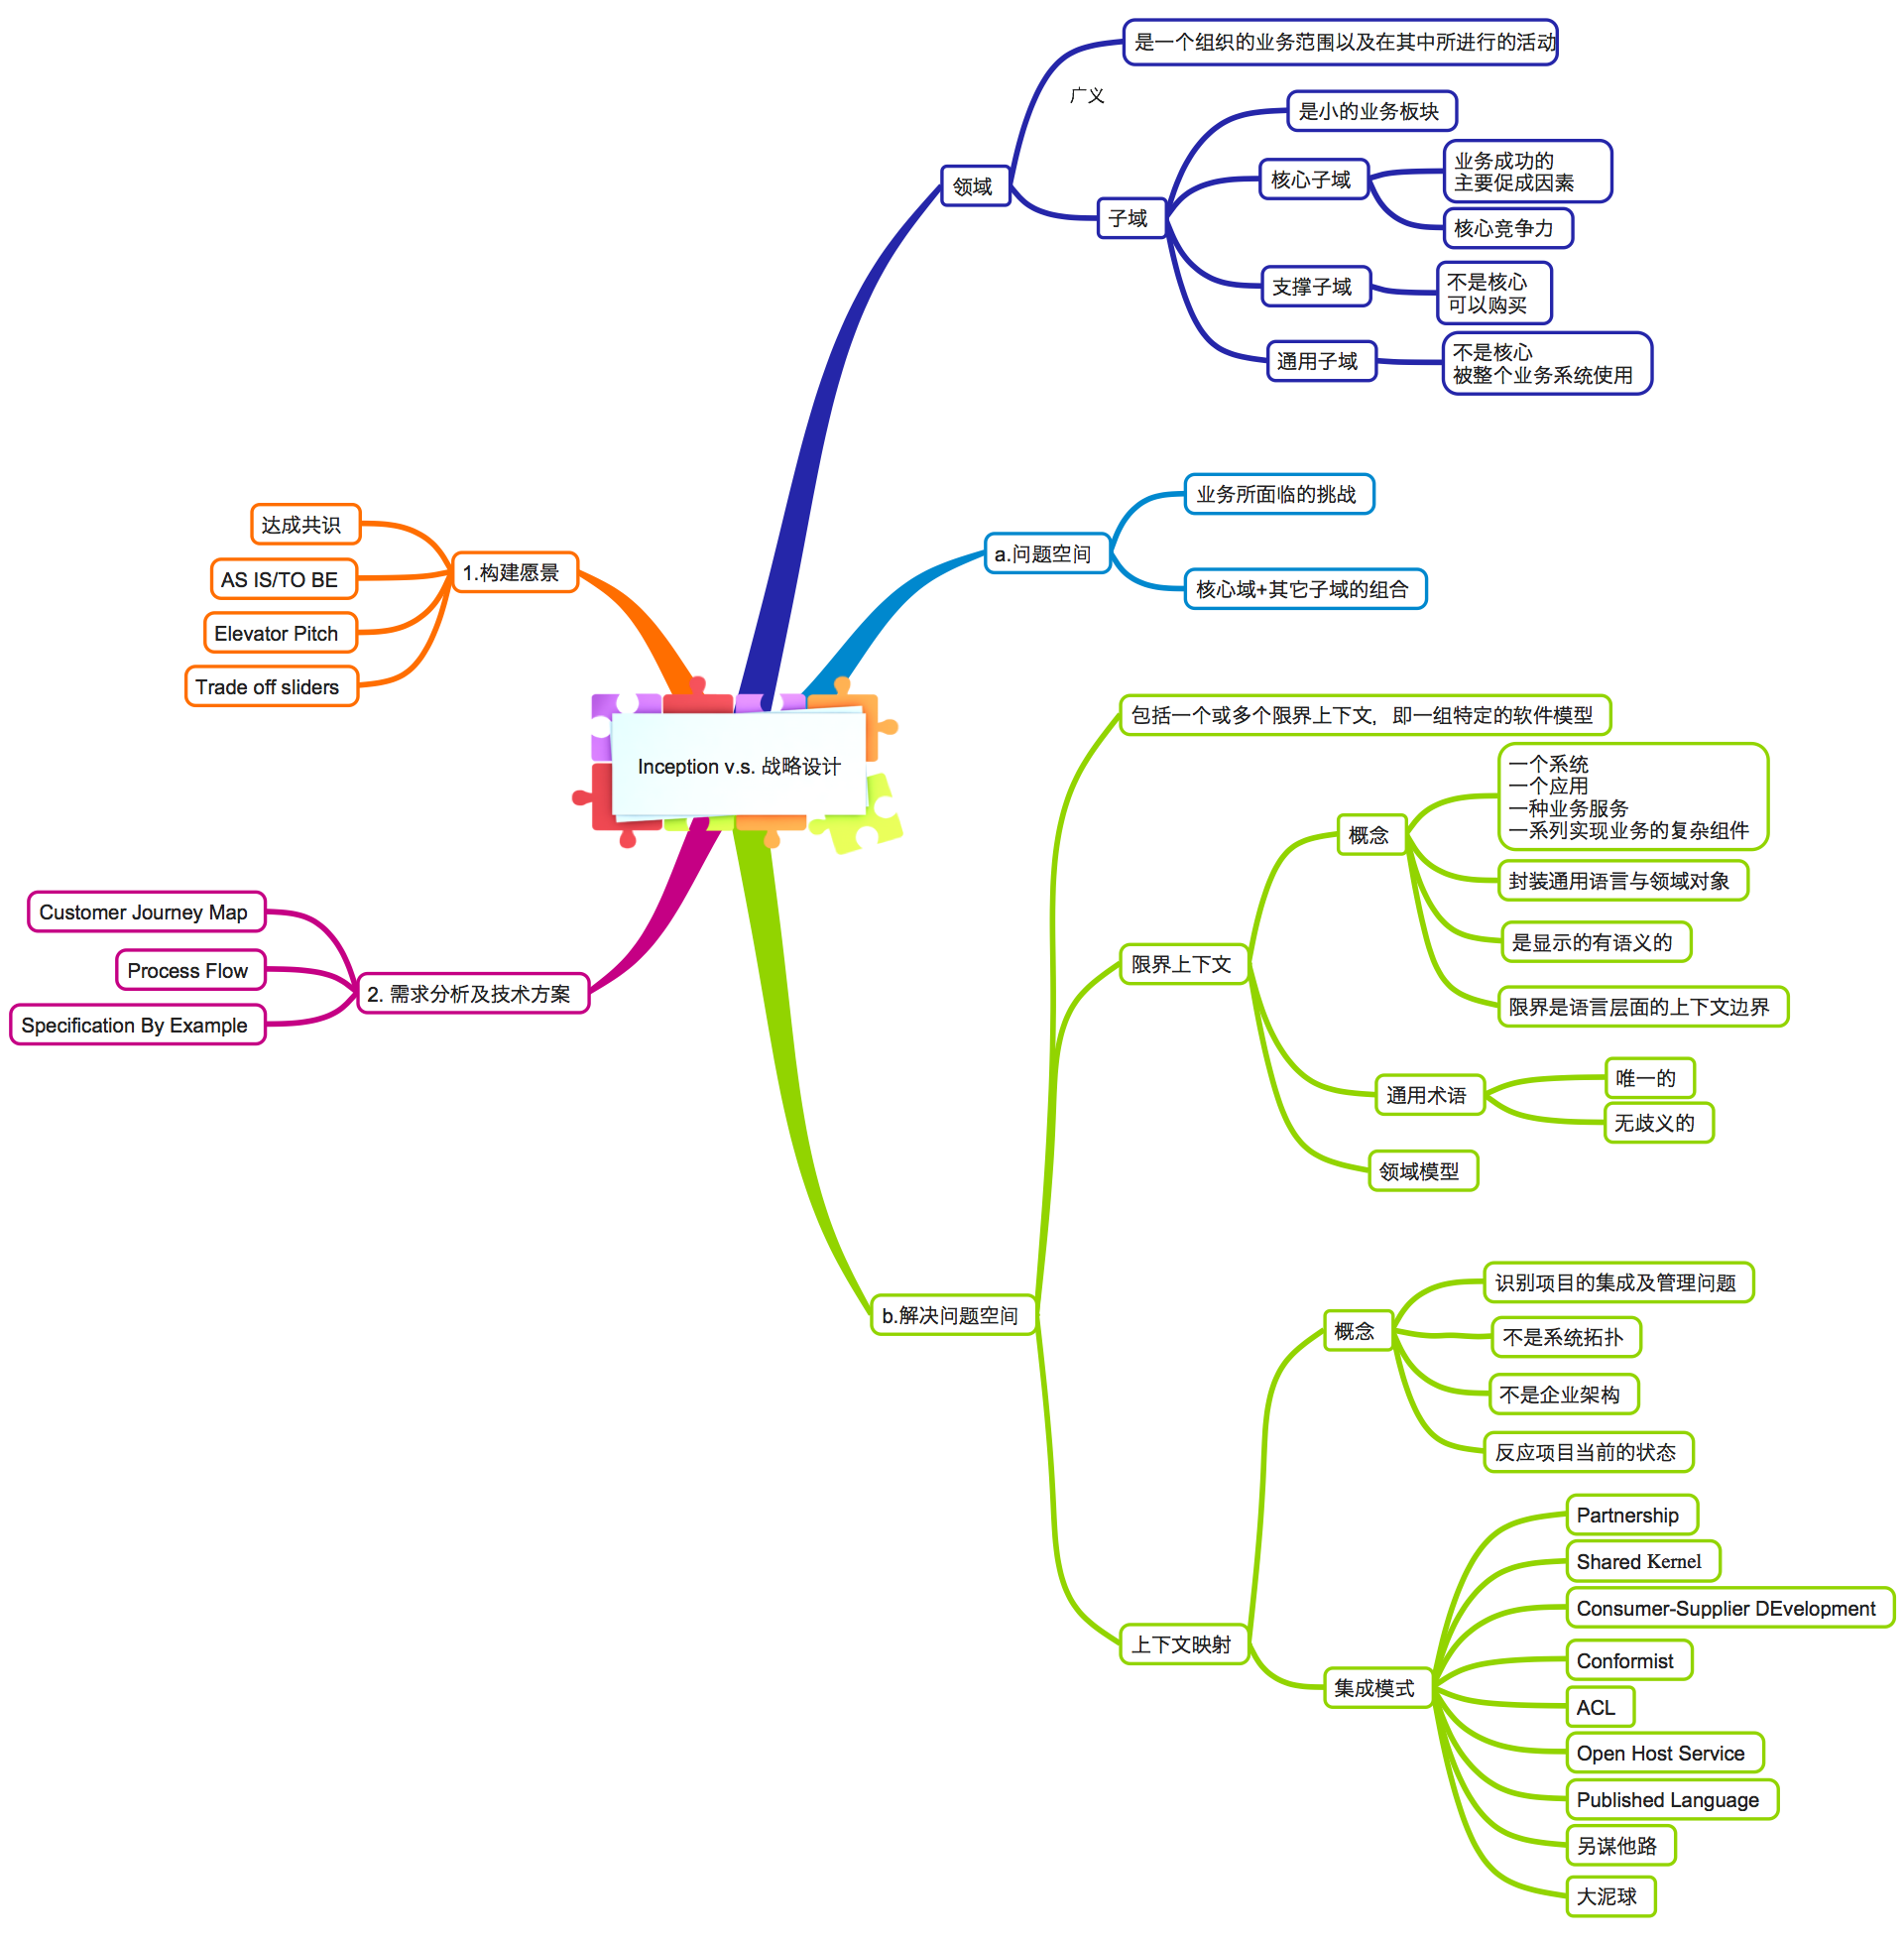 Inception v.s. 战略设计
1.构建愿景
达成共识
AS IS/TO BE
Elevator Pitch
Trade off sliders
2. 需求分析及技术方案
Customer Journey Map
Process Flow
Specification By Example
领域
是一个组织的业务范围以及在其中所进行的活动
广义
子域
是小的业务板块
核心子域
业务成功的
主要促成因素
核心竞争力
支撑子域
不是核心
可以购买
通用子域
不是核心
被整个业务系统使用
a.问题空间
业务所面临的挑战
核心域+其它子域的组合
b.解决问题空间
包括一个或多个限界上下文，即一组特定的软件模型
限界上下文
概念
一个系统
一个应用
一种业务服务
一系列实现业务的复杂组件
封装通用语言与领域对象
是显示的有语义的
限界是语言层面的上下文边界
通用术语
唯一的
无歧义的
领域模型
上下文映射
概念
识别项目的集成及管理问题
不是系统拓扑
不是企业架构
反应项目当前的状态
集成模式
Partnership
Shared Kernel
Consumer-Supplier DEvelopment
Conformist
ACL
Open Host Service
Published Language
另谋他路
大泥球